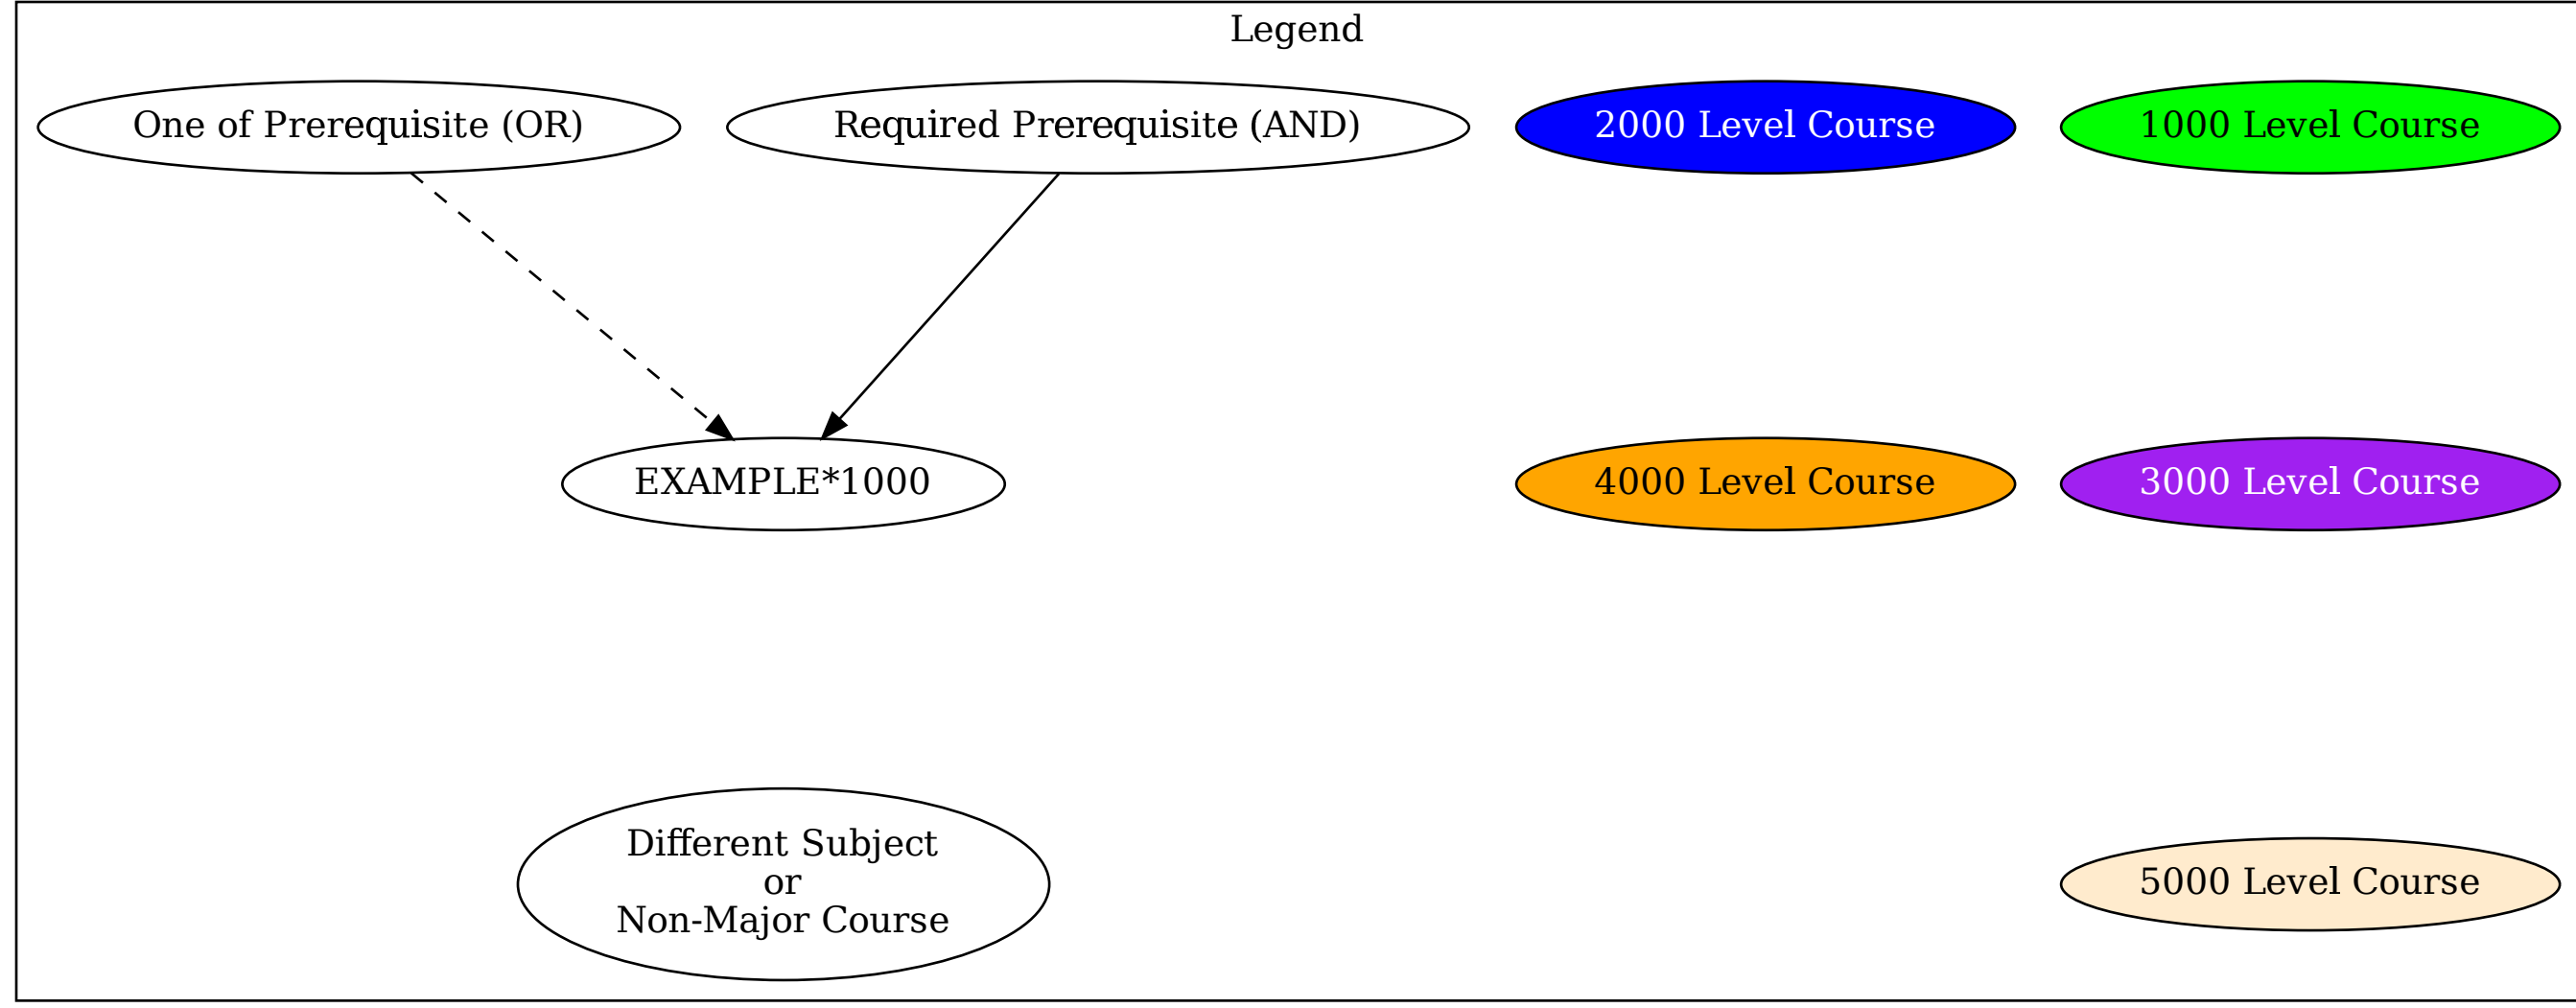 Legend
One of Prerequisite (OR)
Required Prerequisite (AND)
2000 Level Course
1000 Level Course
EXAMPLE*1000
4000 Level Course
3000 Level Course
Different Subject
or
Non-Major Course
5000 Level Course